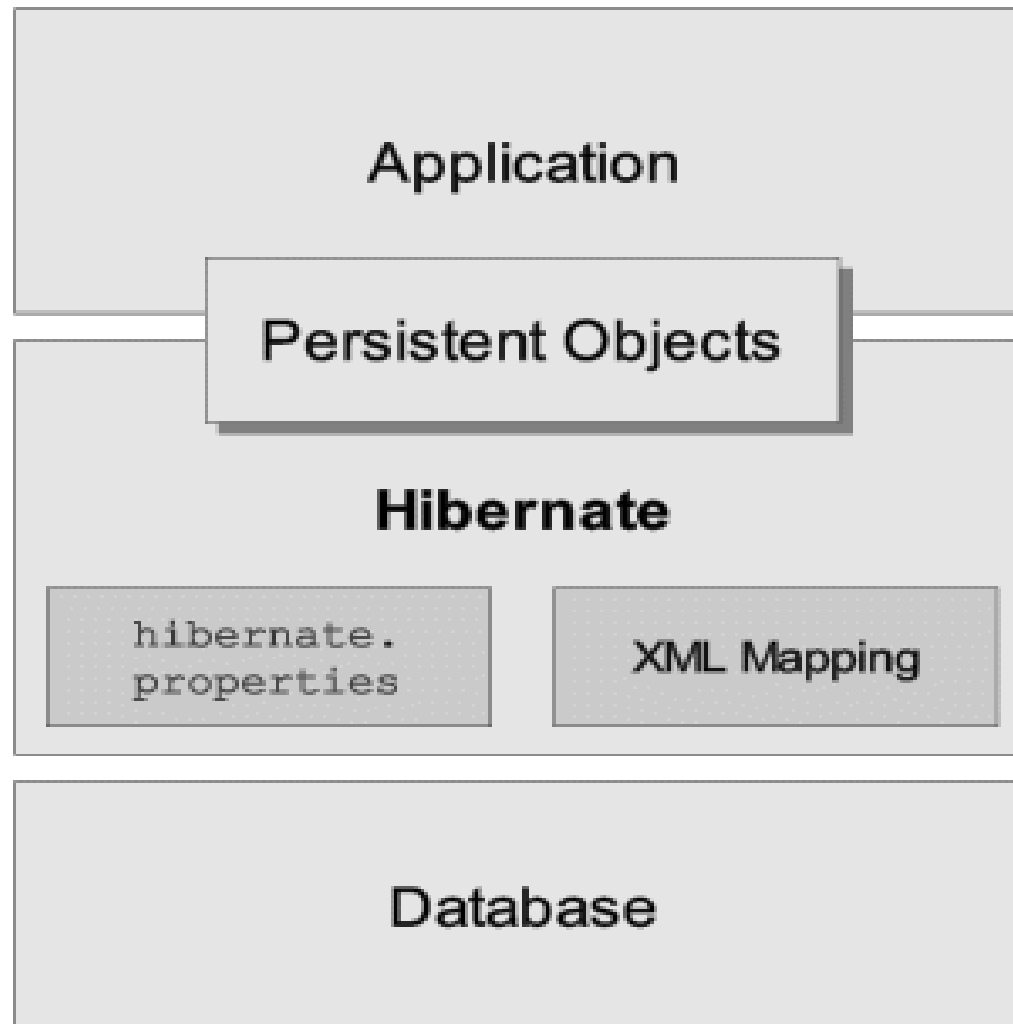 Application
Persistent Objects
Hibernate
hibernate.
properties
XML Mapping
Database